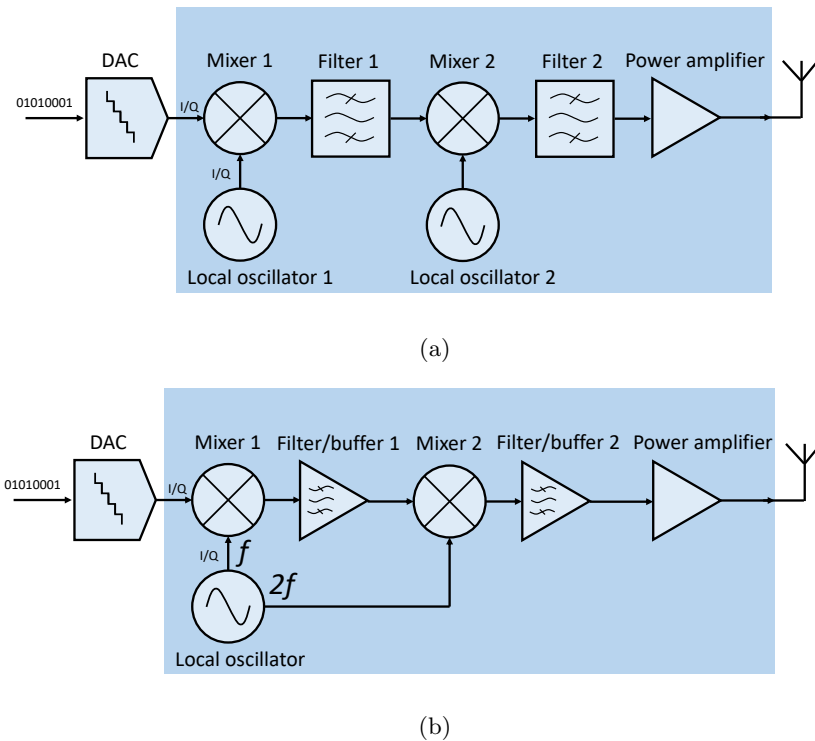 DAC Mixer 1 Filter 1 Mixer 2 Filter 2 Power amplifier
01010001 I/Q
I/Q
Local oscillator 1 Local oscillator 2
(a)
DAC Mixer 1 Filter/buffer 1 Mixer 2 Filter/buffer 2 Power amplifier
01010001 I/Q
I/Q f
2f
Local oscillator
(b)